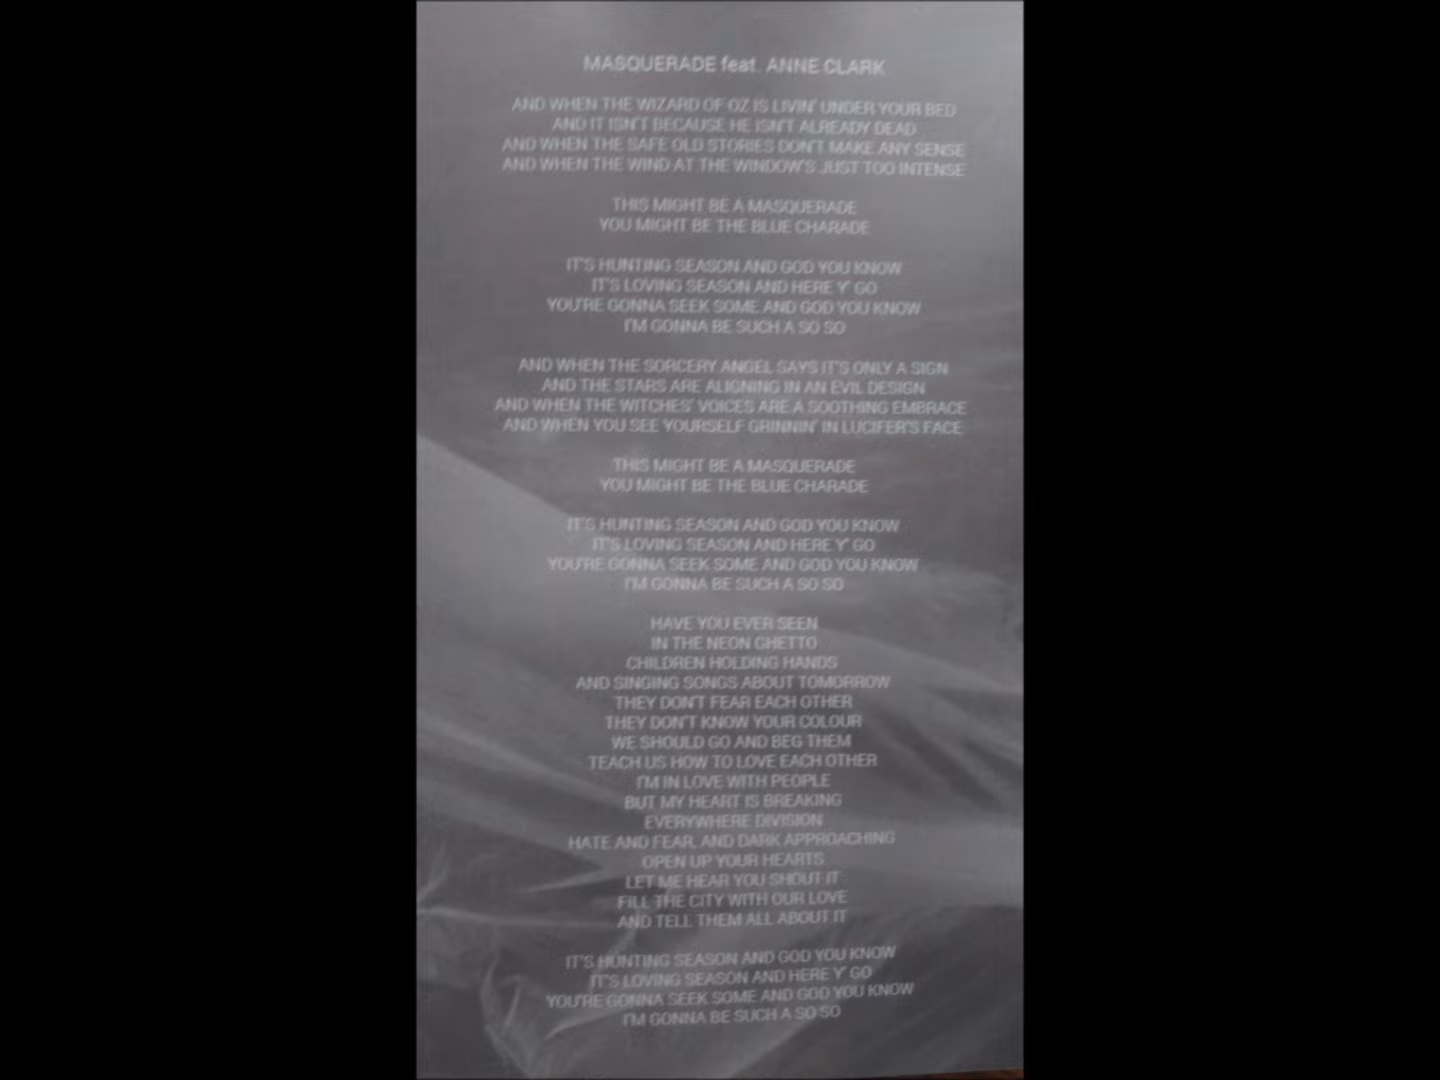 MASQUERADE feat. ANNE CLARK
AND WHEN THE WIZARD OF OZ IS LIVIN' UNDER YOUR BED
AND IT ISN'T BECAUSE HE ISN'T ALREADY DEAD
AND WHEN THE SAFE OLD STORIES DON'T MAKE ANY SENSE
AND WHEN THE WIND AT THE WINDOW'S JUST TOO INTENSE
THIS MIGHT BE A MASQUERADE
YOU MIGHT BE THE BLUE CHARADE
IT'S HUNTING SEASON AND GOD YOU KNOW
IT'S LOVING SEASON AND HERE Y' GO
YOU'RE GONNA SEEK SOME AND GOD YOU KNOW
I'M GONNA BE SUCH A SO SO
AND WHEN THE SORCERY ANGEL SAYS IT'S ONLY A SIGN
AND THE STARS ARE ALIGNING IN AN EVIL DESIGN
AND WHEN THE WITCHES' VOICES ARE A SOOTHING EMBRACE
AND WHEN YOU SEE YOURSELF GRINNIN' IN LUCIFER'S FACE
THIS MIGHT BE A MASQUERADE
YOU MIGHT BE THE BLUE CHARADE
IT'S HUNTING SEASON AND GOD YOU KNOW
IT'S LOVING SEASON AND HERE Y' GO
YOU'RE GONNA SEEK SOME AND GOD YOU KNOW
I'M GONNA BE SUCH A SO SO
HAVE YOU EVER SEEN
IN THE NEON GHETTO
CHILDREN HOLDING HANDS
AND SINGING SONGS ABOUT TOMORROW
THEY DON'T FEAR EACH OTHER
THEY DON'T KNOW YOUR COLOUR
WE SHOULD GO AND BEG THEM
TEACH US HOW TO LOVE EACH OTHER
I'M IN LOVE WITH PEOPLE
BUT MY HEART IS BREAKING
EVERYWHERE DIVISION
HATE AND FEAR, AND DARK APPROACHING
OPEN UP YOUR HEARTS
LET ME HEAR YOU SHOUT IT
FILL THE CITY WITH OUR LOVE
AND TELL THEM ALL ABOUT IT
IT'S HUNTING SEASON AND GOD YOU KNOW
IT'S LOVING SEASON AND HERE Y' GO
YOU'RE GONNA SEEK SOME AND GOD YOU KNOW
I'M GONNA BE SUCH A SO SO